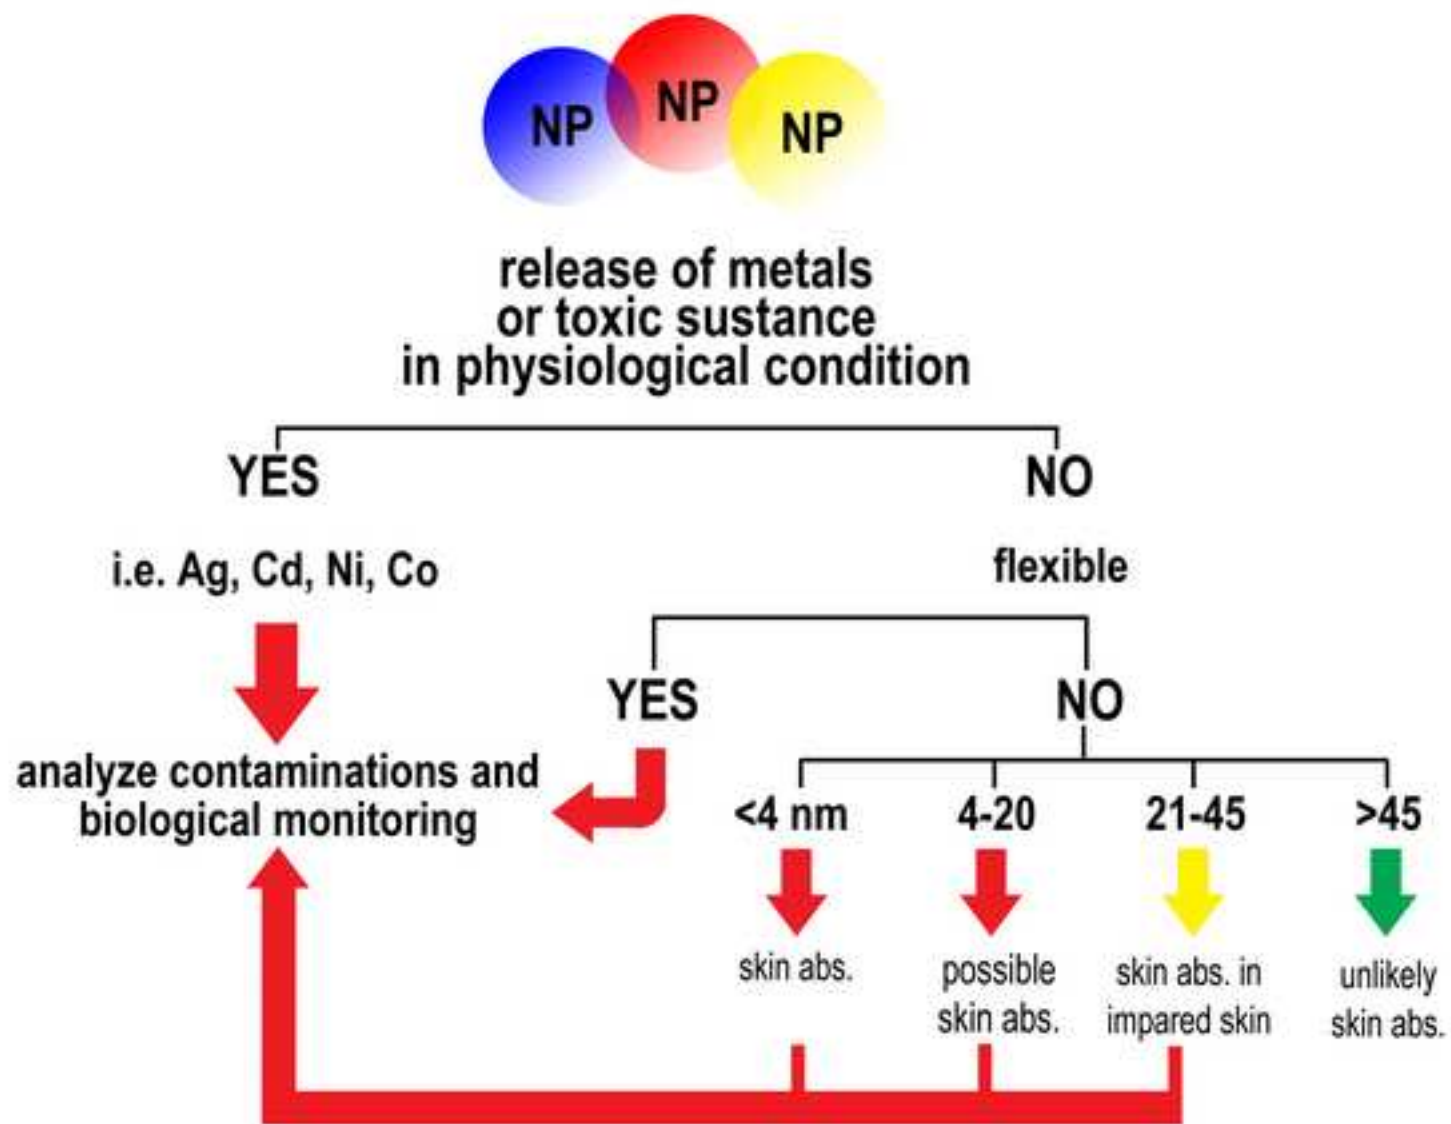 NP
NP
NP
release of metals
or toxic sustance
in physiological condition
YES
NO
i.e. Ag, Cd, Ni, Co
flexible
YES
NO
analyze contaminations and
biological monitoring
<4 nm
4-20
21-45
>45
skin abs.
possible
skin abs.
skin abs. in
impared skin
unlikely
skin abs.